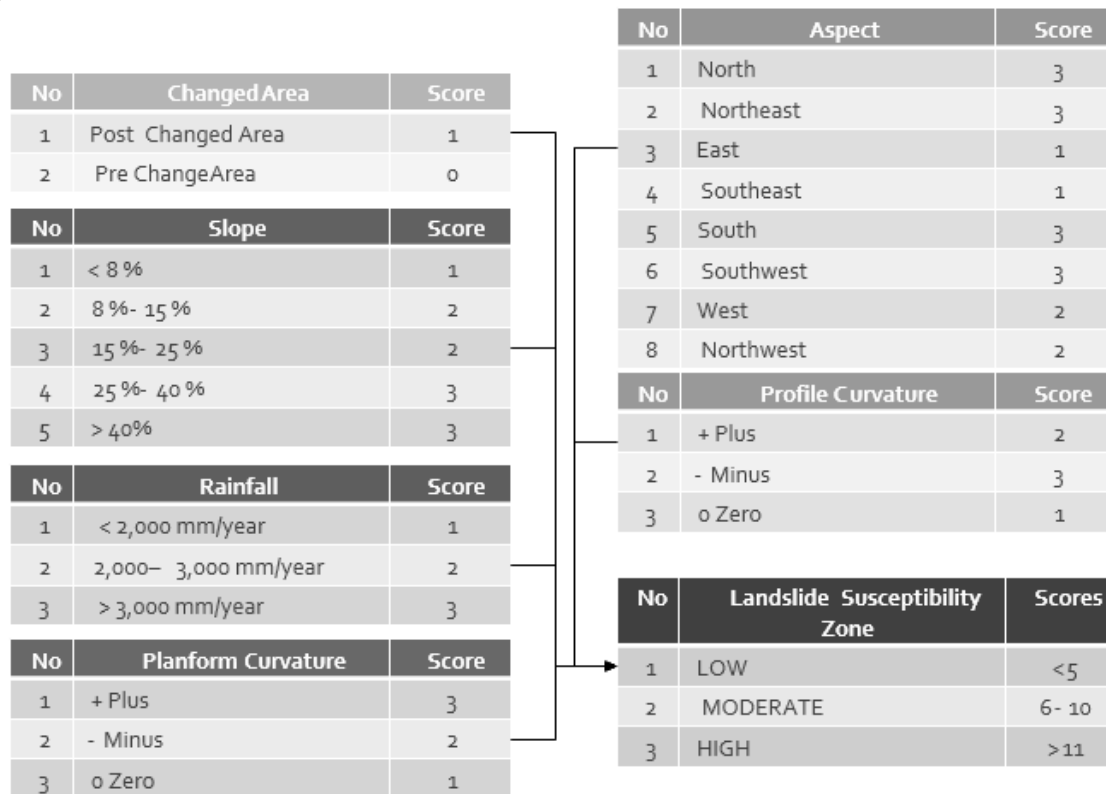 No Changed Area Score
1 Post Changed Area 1
2 Pre ChangeArea 0
No Slope Score
1 < 8 % 1
2 8 %- 15 % 2
3 15 %- 25 % 2
4 25 %- 40 % 3
5 > 40% 3
No Rainfall Score
1 < 2,000 mm/year 1
2 2,000– 3,000 mm/year 2
3 > 3,000 mm/year 3
No Planform Curvature Score
1 + Plus 3
2 - Minus 2
3 0 Zero 1
No Aspect Score
1 North 3
2 Northeast 3
3 East 1
4 Southeast 1
5 South 3
6 Southwest 3
7 West 2
8 Northwest 2
No Profile Curvature Score
1 + Plus 2
2 - Minus 3
3 0 Zero 1
No Landslide Susceptibility Scores
Zone
1 LOW <5
2 MODERATE 6- 10
3 HIGH >11